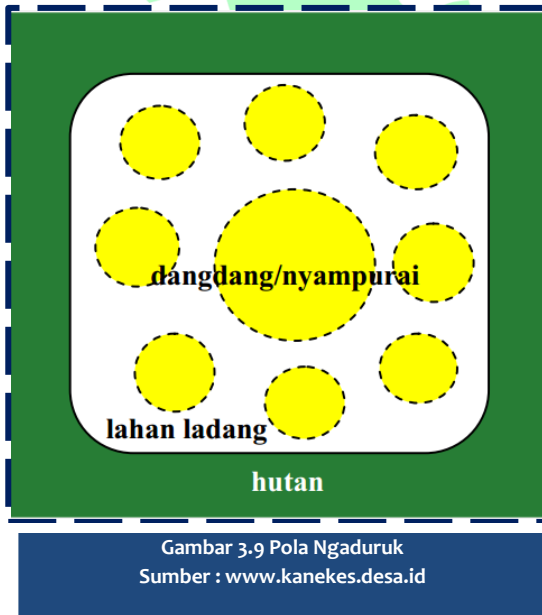 dangdang/nyampurai
lahan ladang
hutan
Gambar 3.9 Pola Ngaduruk
Sumber : www.kanekes.desa.id